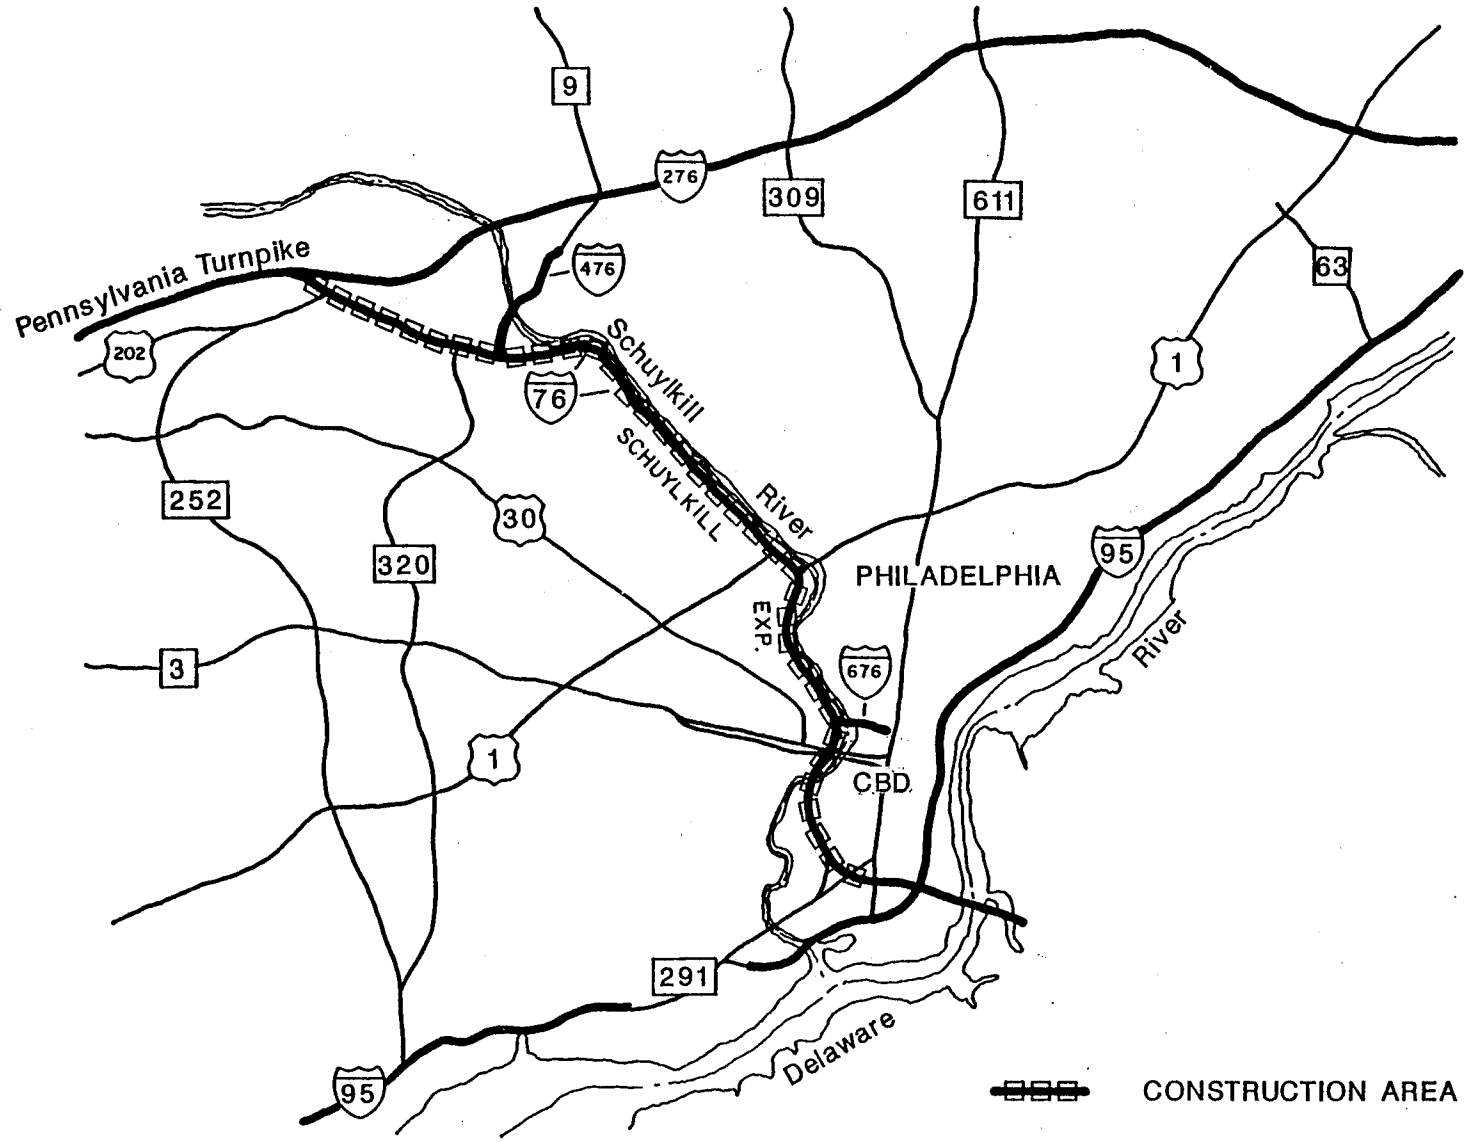 9
276
309
611
Pennsylvania Turnpike
476
63
202
Schuylkill
1
76
SCHUYLKILL
252
River
30
95
320
PHILADELPHIA
EXP.
River
3
676
1
CBD
291
Delaware
95
CONSTRUCTION AREA